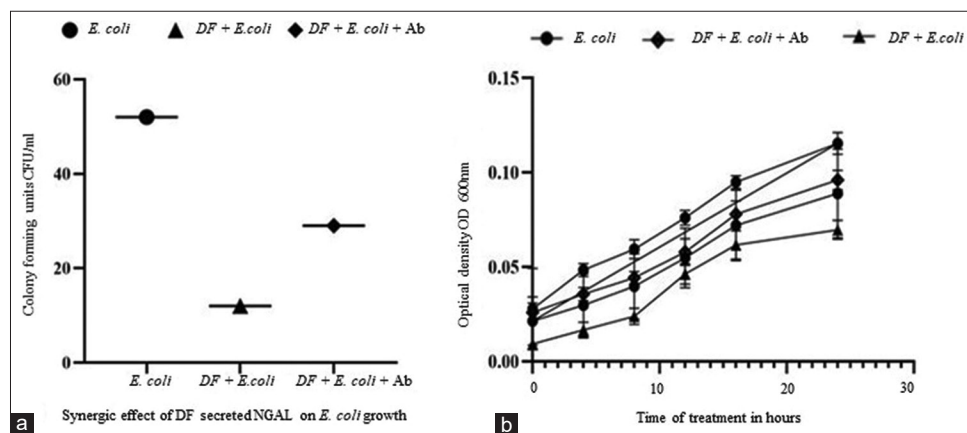 E. coli DF + E.coli DF + E. coli + Ab
60
40
20
0
Colony forming units CFU/ml
E. coli DF + E.coli DF + E. coli + Ab
Synergic effect of DF secreted NGAL on E. coli growth
a
E. coli DF + E. coli + Ab DF + E.coli
0.15
0.10
0.05
0.00
Optical density OD 600nm
0 10 20 30
Time of treatment in hours
b